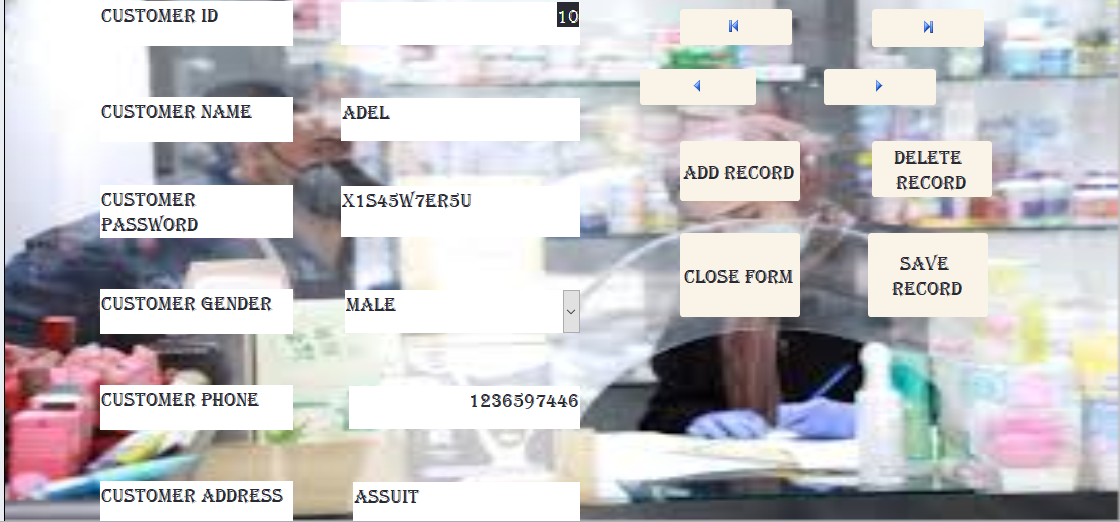 CUSTOMER ID
10
CUSTOMER NAME
ADEL
CUSTOMER
PASSWORD
X1S45W7ER5U
CUSTOMER GENDER
MALE
CUSTOMER PHONE
1236597446
CUSTOMER ADDRESS
ASSUIT
ADD RECORD
DELETE
RECORD
CLOSE FORM
SAVE
RECORD